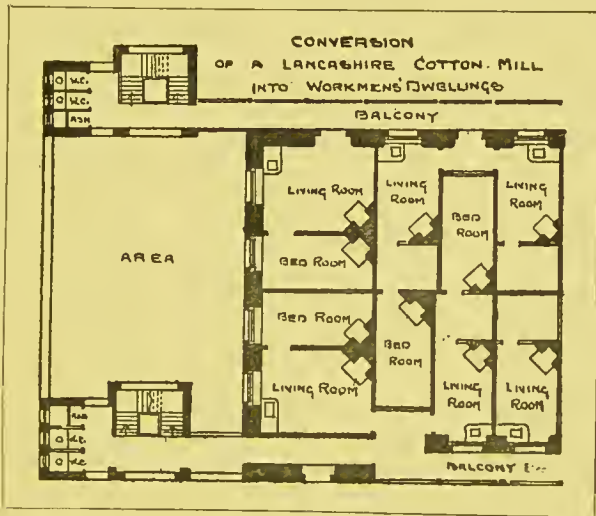 CONVERSION
OF A LANCASHIRE COTTON MILL
INTO WORKMENS' DWELLINGS
W.C.
W.C.
ASH
BALCONY
LIVING ROOM
LIVING
ROOM
LIVING
ROOM
BED
ROOM
AREA
BED ROOM
BED ROOM
BED
ROOM
LIVING ROOM
LIVING
ROOM
LIVING
ROOM
ASH
W.C.
W.C.
BALCONY